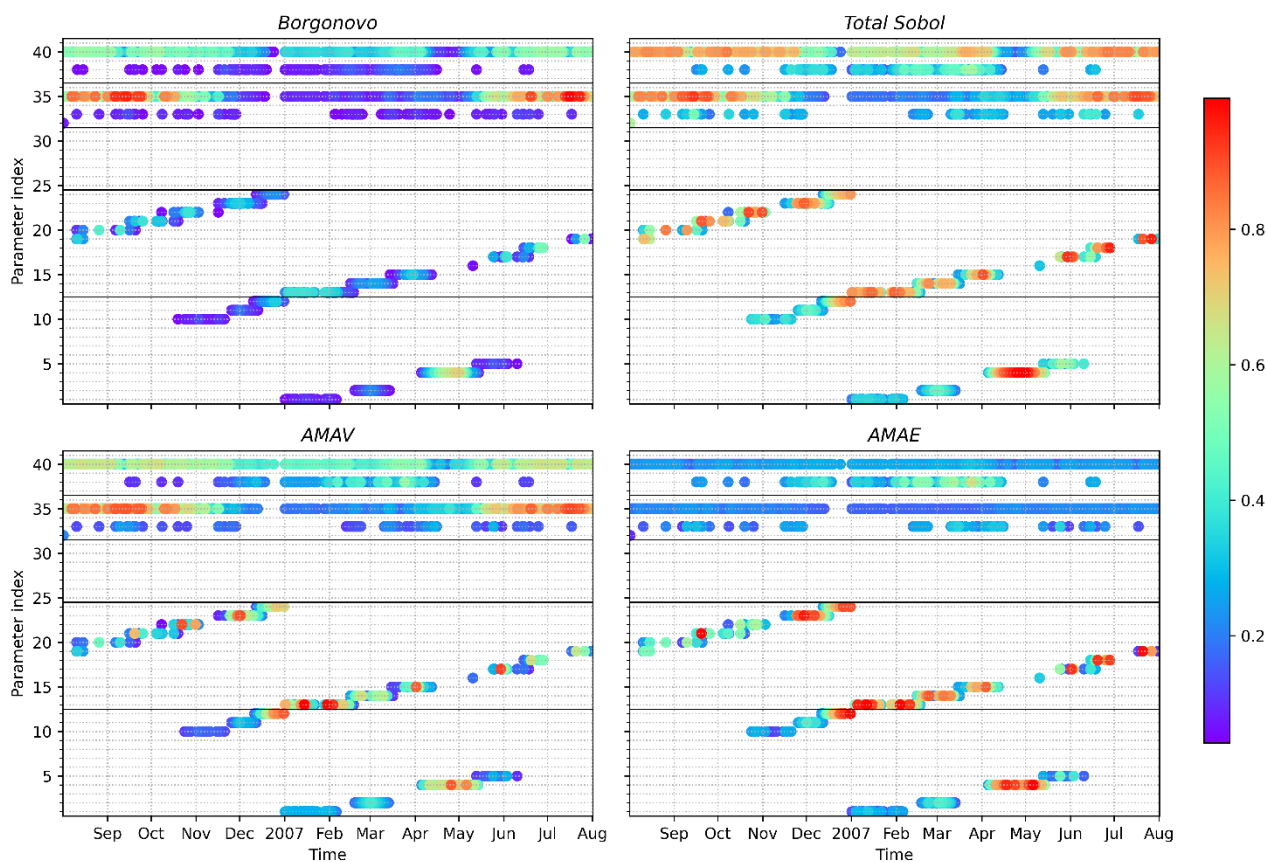 Borgonovo
Total Sobol
40
35
30
25
20
15
10
5
Parameter index
Sep Oct Nov Dec 2007 Feb Mar Apr May Jun Jul Aug
Time
Sep Oct Nov Dec 2007 Feb Mar Apr May Jun Jul Aug
Time
0.8
0.6
0.4
0.2
AMAV
AMAE
40
35
30
25
20
15
10
5
Parameter index
Sep Oct Nov Dec 2007 Feb Mar Apr May Jun Jul Aug
Time
Sep Oct Nov Dec 2007 Feb Mar Apr May Jun Jul Aug
Time